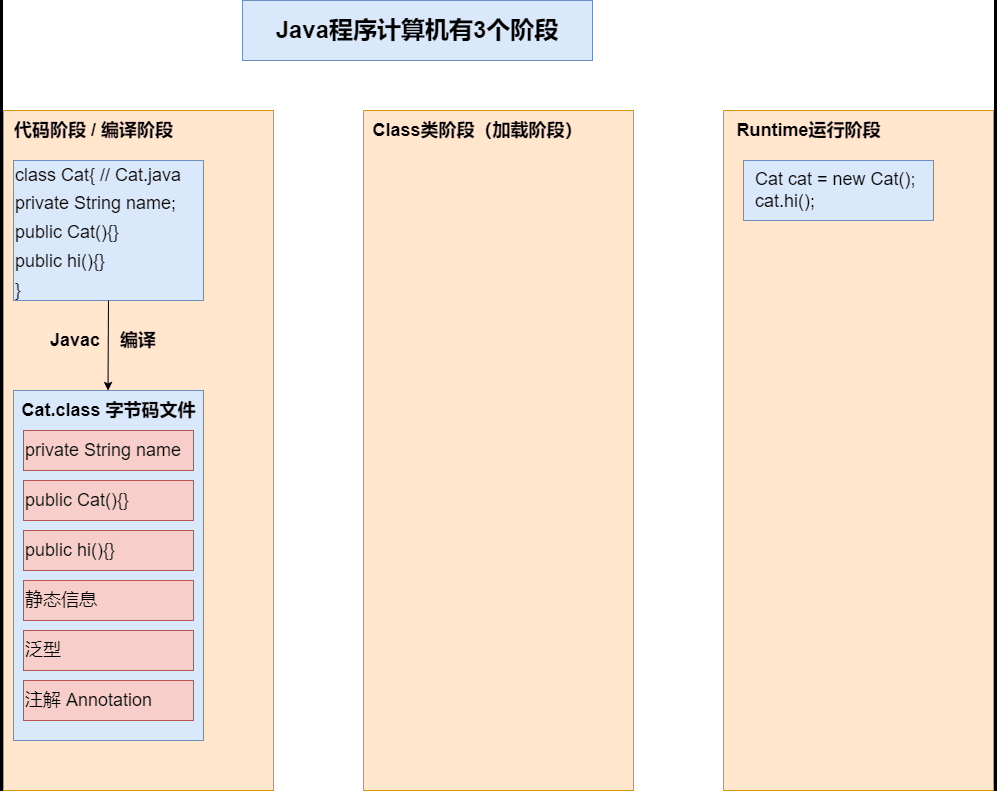 Java程序计算机有3个阶段
代码阶段 / 编译阶段
class Cat{ // Cat.java
private String name;
public Cat(){}
public hi(){}
}
Javac 编译
Cat.class 字节码文件
private String name
public Cat(){}
public hi(){}
静态信息
泛型
注解 Annotation
Class类阶段（加载阶段）
Runtime运行阶段
Cat cat = new Cat();
cat.hi();